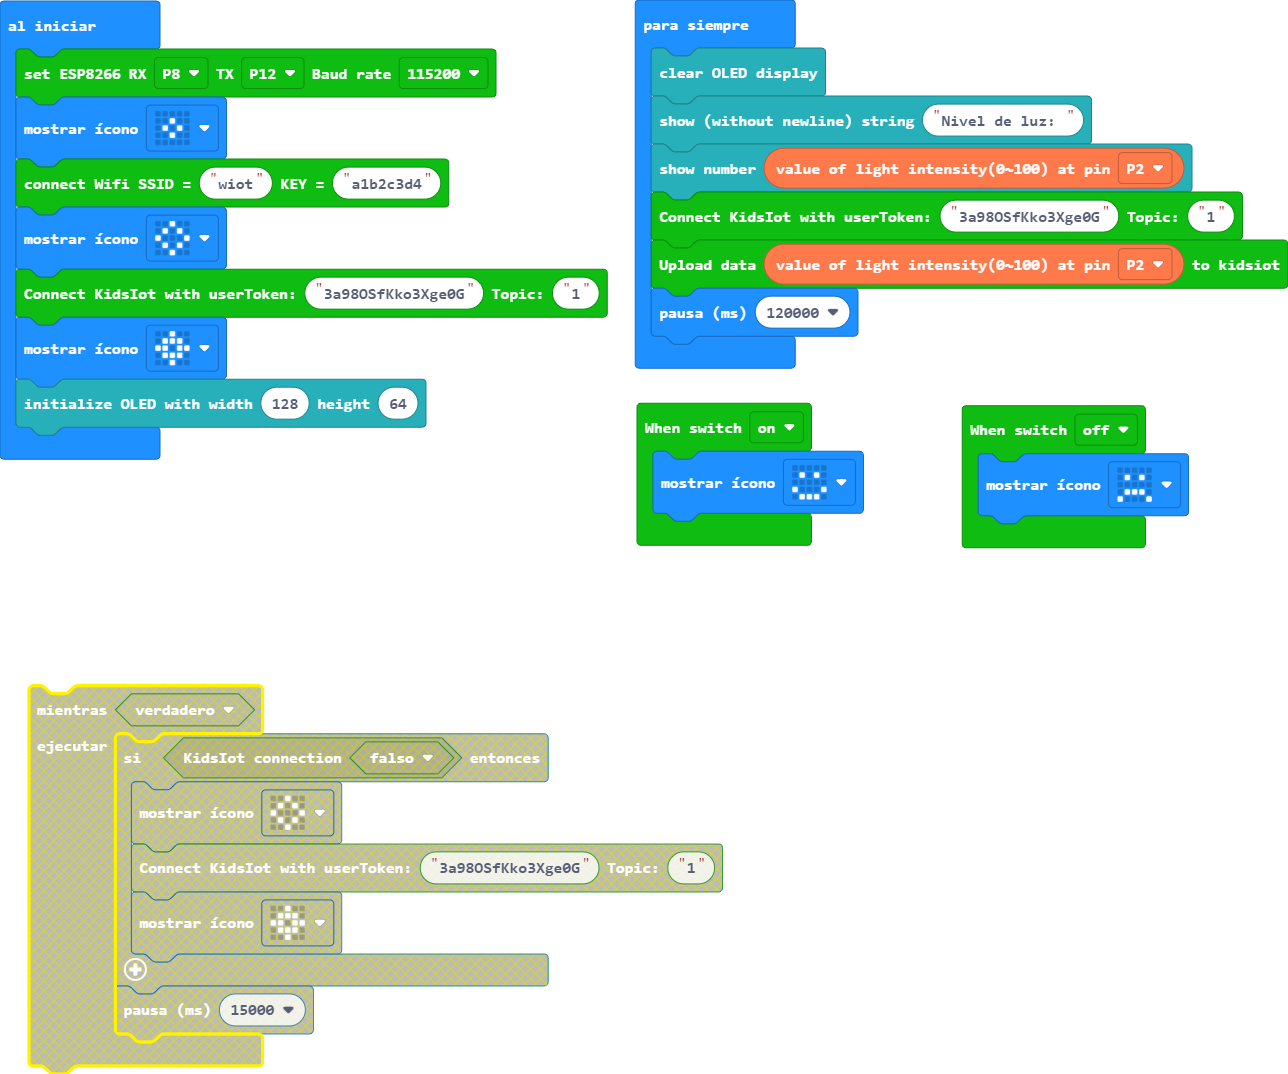 al iniciar
set ESP8266 RX P8 TX P12 Baud rate 115200
mostrar ícono
connect Wifi SSID = "wiot" KEY = "a1b2c3d4"
mostrar ícono
Connect KidsIot with userToken: "3a98OSfKko3Xge0G" Topic: "1"
mostrar ícono
initialize OLED with width 128 height 64
para siempre
clear OLED display
show (without newline) string "Nivel de luz: "
show number value of light intensity(0~100) at pin P2
Connect KidsIot with userToken: "3a98OSfKko3Xge0G" Topic: "1"
Upload data value of light intensity(0~100) at pin P2 to kidsiot
pausa (ms) 120000
When switch on
mostrar ícono
When switch off
mostrar ícono
mientras verdadero
ejecutar
si KidsIot connection falso entonces
mostrar ícono
Connect KidsIot with userToken: "3a98OSfKko3Xge0G" Topic: "1"
mostrar ícono
pausa (ms) 15000